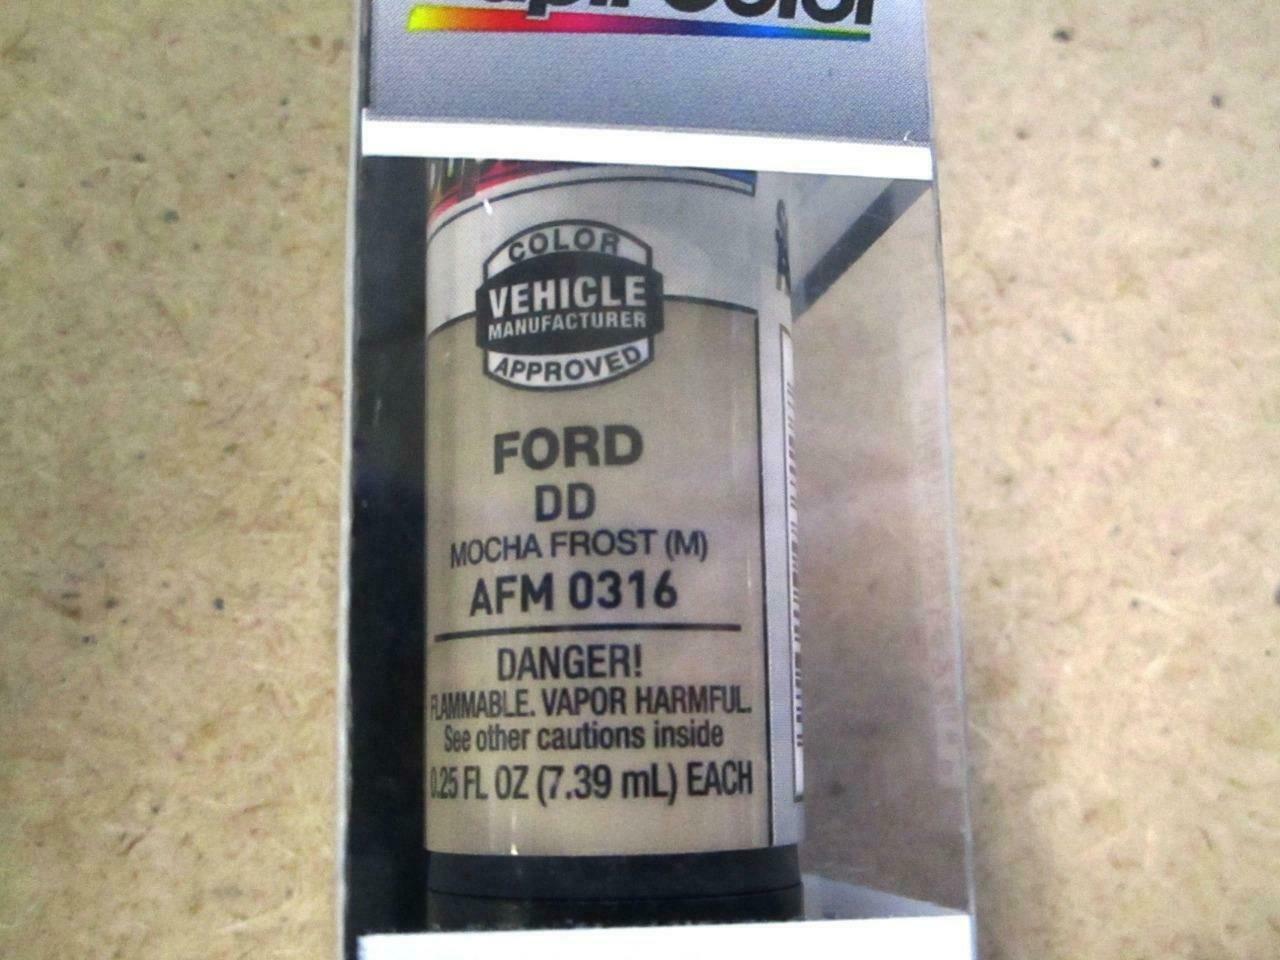 Color
COLOR
VEHICLE
MANUFACTURER
APPROVED
FORD
DD
MOCHA FROST (M)
AFM 0316
DANGER!
FLAMMABLE. VAPOR HARMFUL.
See other cautions inside
0.25 FL OZ (7.39 mL) EACH